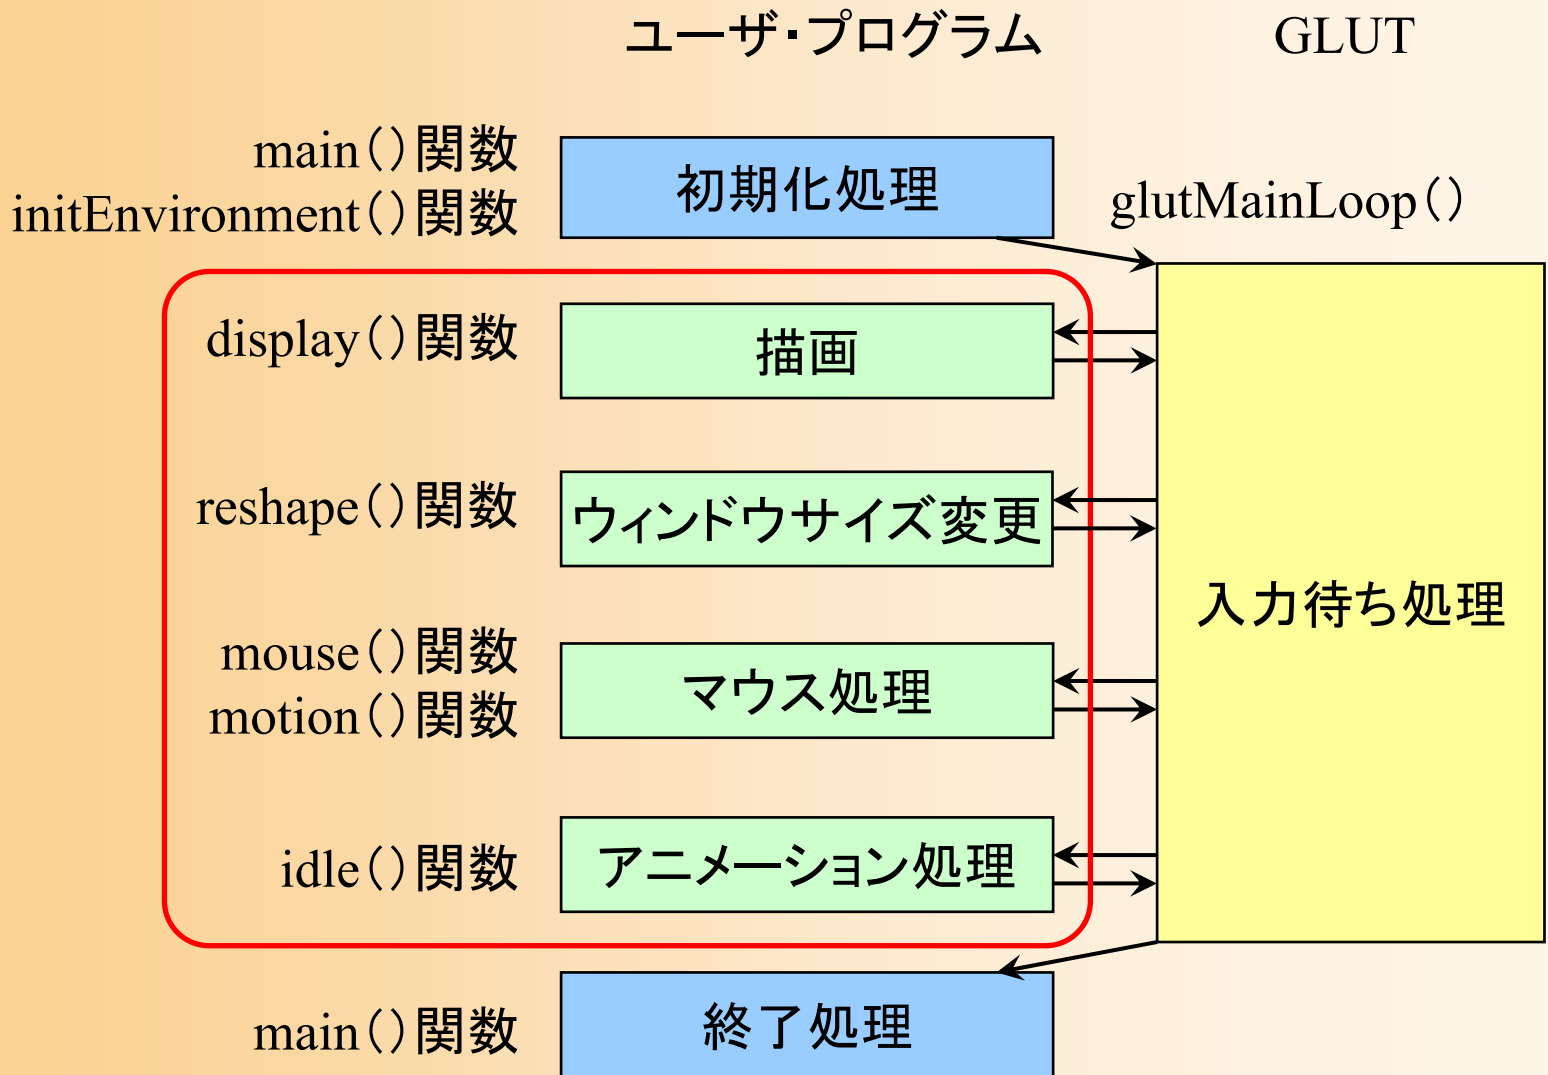 ユーザ・プログラム
GLUT
main()関数
initEnvironment()関数
初期化処理
glutMainLoop()
display()関数
描画
reshape()関数
ウィンドウサイズ変更
入力待ち処理
mouse()関数
motion()関数
マウス処理
idle()関数
アニメーション処理
main()関数
終了処理